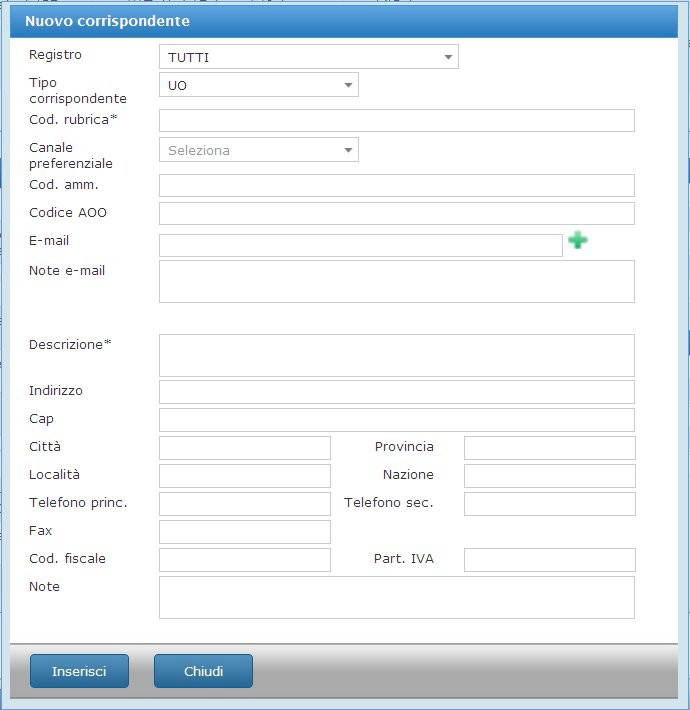 Nuovo corrispondente
Registro TUTTI
Tipo
corrispondente UO
Cod. rubrica*
Canale
preferenziale Seleziona
Cod. amm.
Codice AOO
E-mail
Note e-mail
Descrizione*
Indirizzo
Cap
Città Provincia
Località Nazione
Telefono princ. Telefono sec.
Fax
Cod. fiscale Part. IVA
Note
Inserisci Chiudi